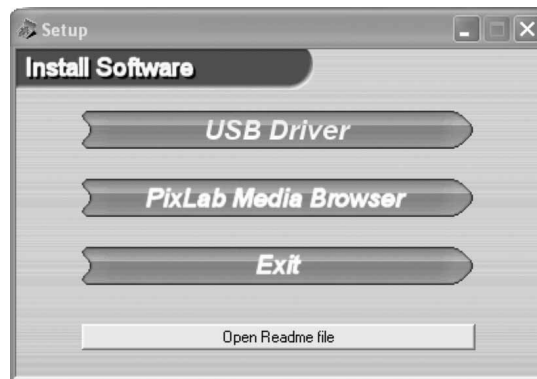 Setup
Install Software
USB Driver
PixLab Media Browser
Exit
Open Readme file